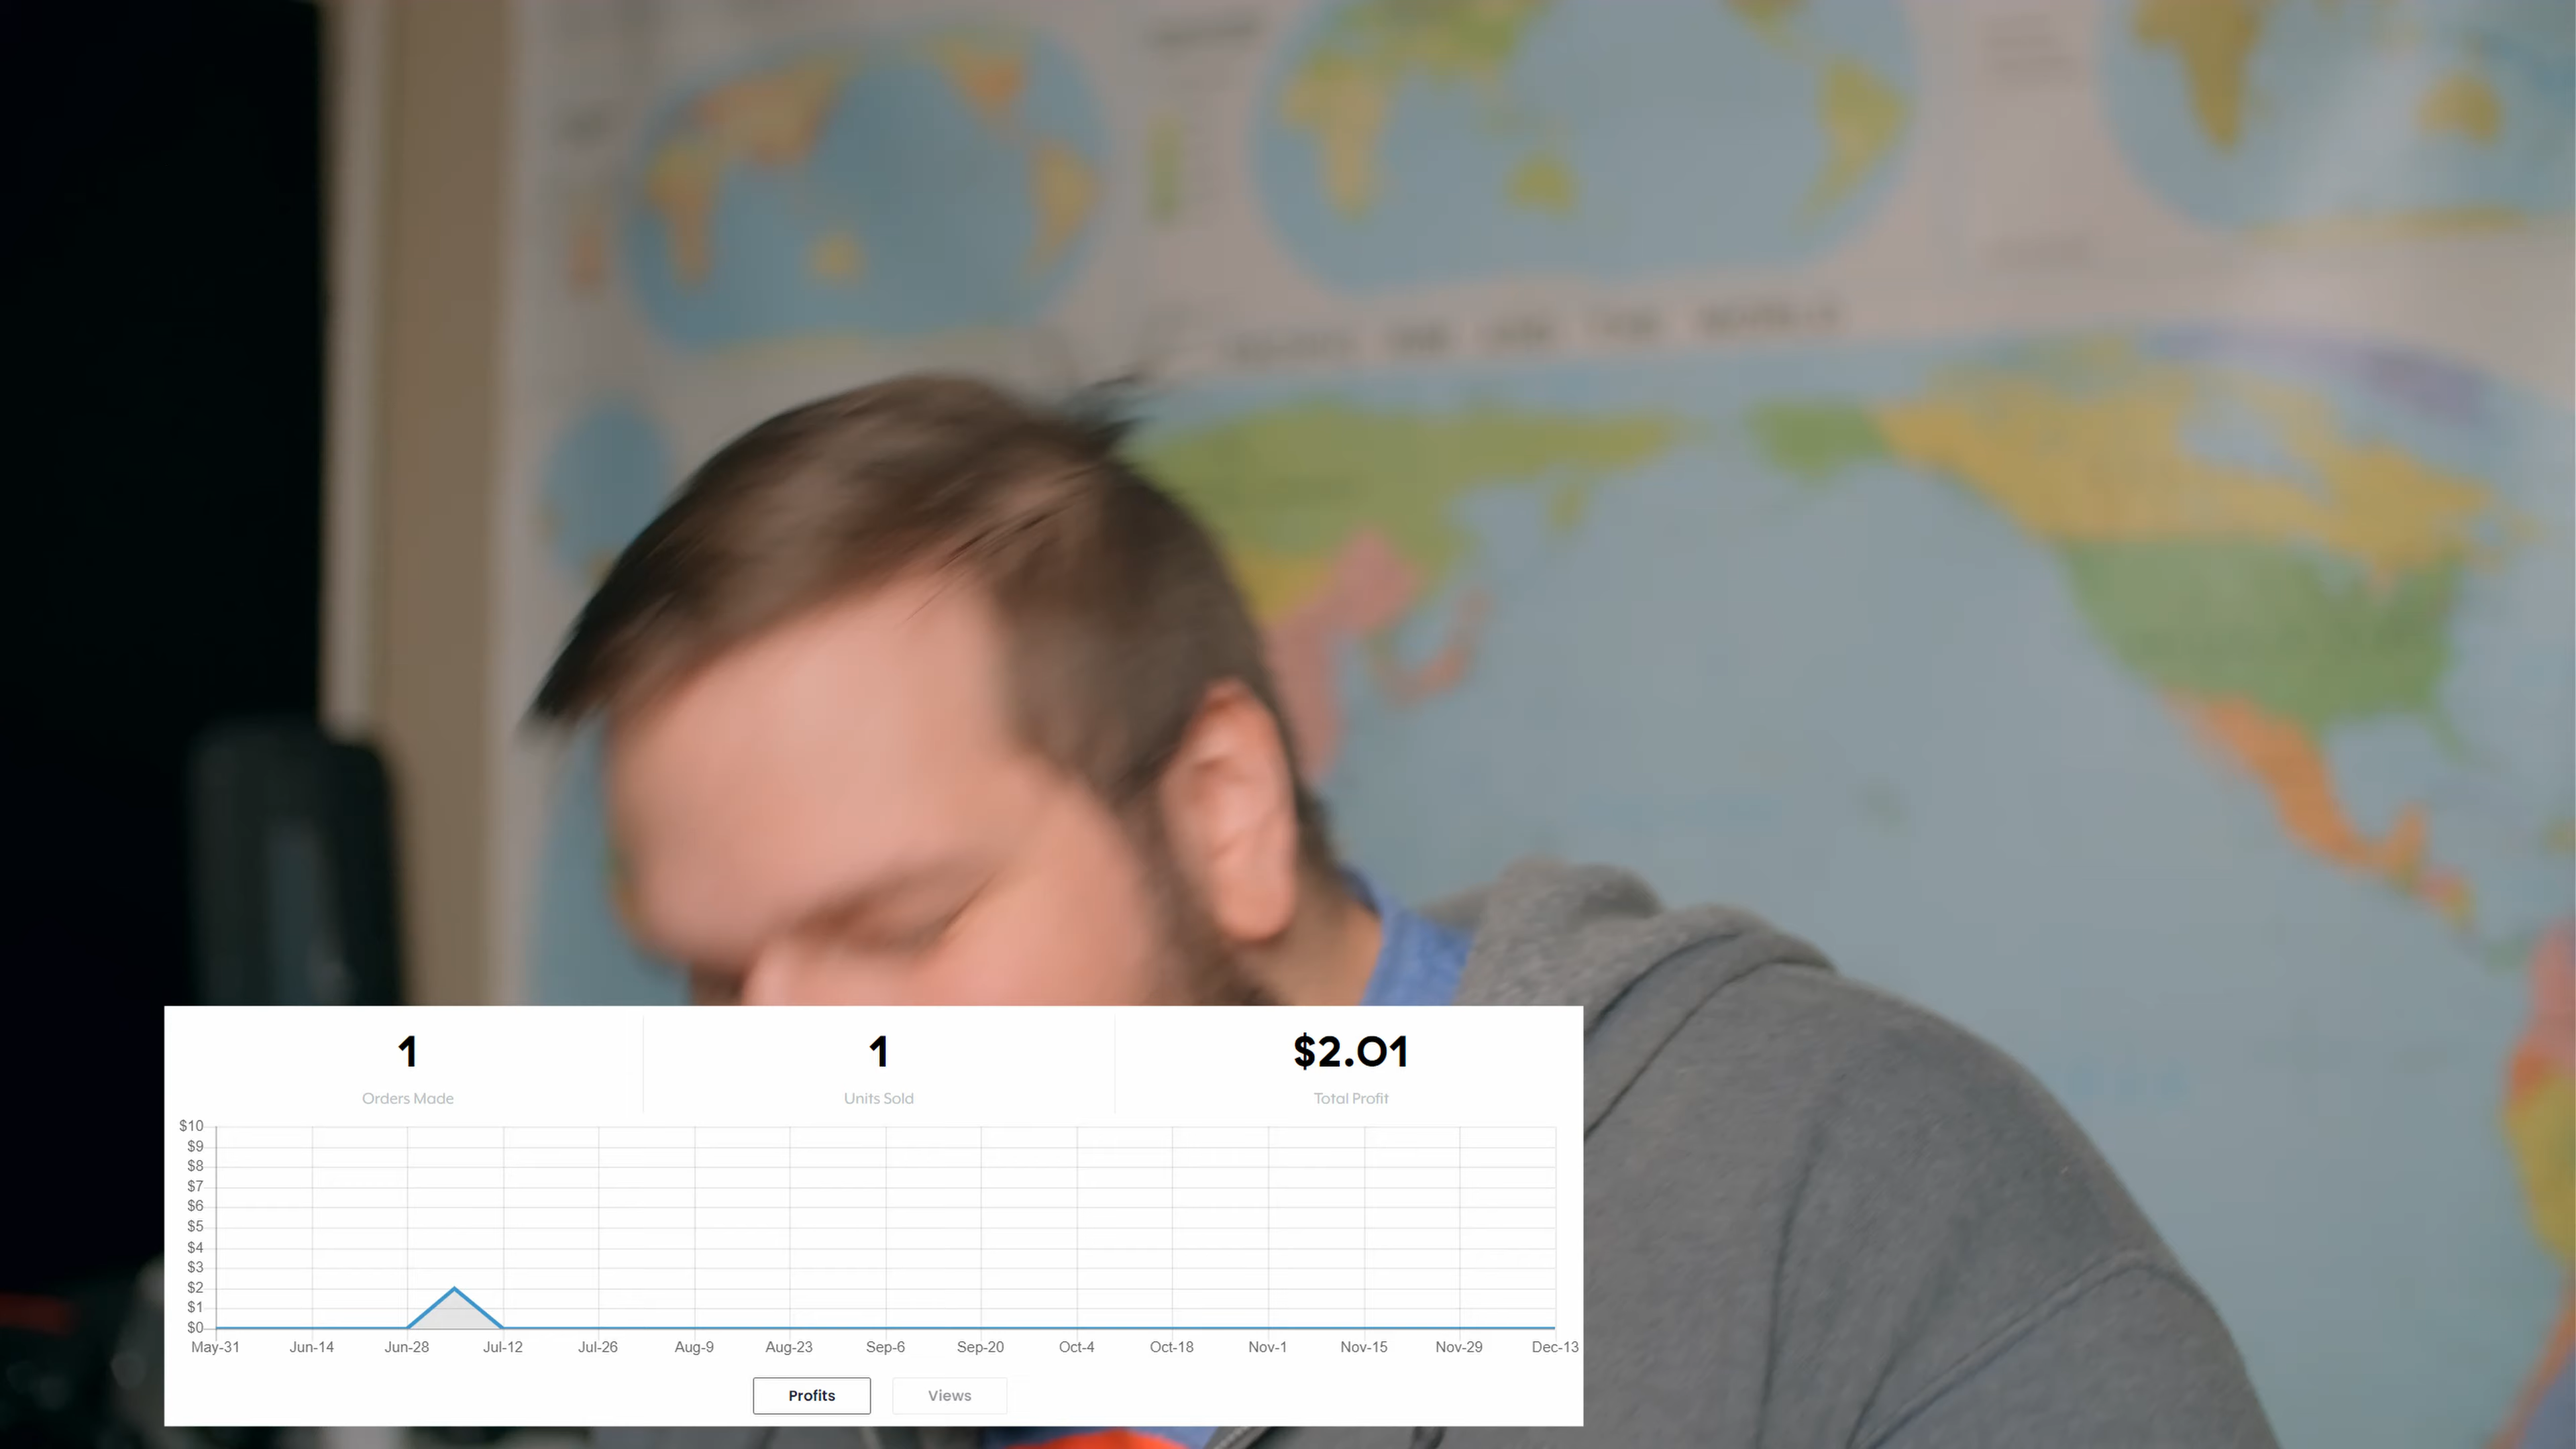 1 1 $2.01
Orders Made Units Sold Total Profit
$10
$9
$8
$7
$6
$5
$4
$3
$2
$1
$0
May-31 Jun-14 Jun-28 Jul-12 Jul-26 Aug-9 Aug-23 Sep-6 Sep-20 Oct-4 Oct-18 Nov-1 Nov-15 Nov-29 Dec-13
Profits Views